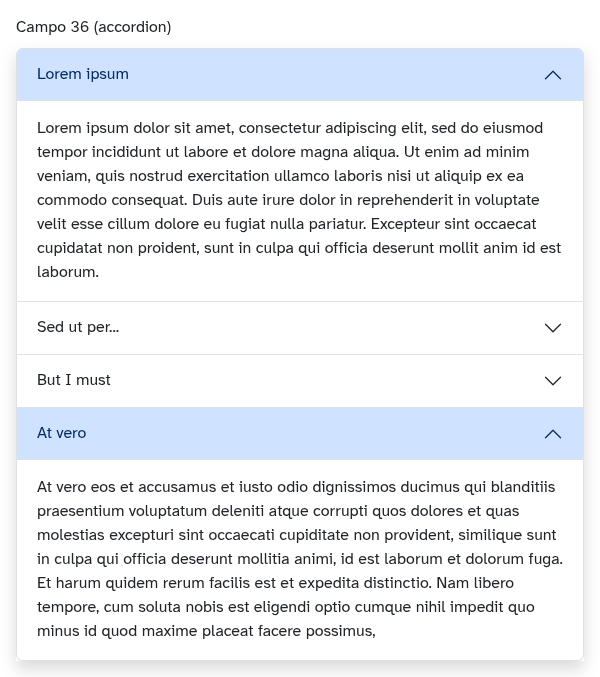 Campo 36 (accordion)
Lorem ipsum
Lorem ipsum dolor sit amet, consectetur adipiscing elit, sed do eiusmod
tempor incididunt ut labore et dolore magna aliqua. Ut enim ad minim
veniam, quis nostrud exercitation ullamco laboris nisi ut aliquip ex ea
commodo consequat. Duis aute irure dolor in reprehenderit in voluptate
velit esse cillum dolore eu fugiat nulla pariatur. Excepteur sint occaecat
cupidatat non proident, sunt in culpa qui officia deserunt mollit anim id est
laborum.
Sed ut per...
But I must
At vero
At vero eos et accusamus et iusto odio dignissimos ducimus qui blanditiis
praesentium voluptatum deleniti atque corrupti quos dolores et quas
molestias excepturi sint occaecati cupiditate non provident, similique sunt
in culpa qui officia deserunt mollitia animi, id est laborum et dolorum fuga.
Et harum quidem rerum facilis est et expedita distinctio. Nam libero
tempore, cum soluta nobis est eligendi optio cumque nihil impedit quo
minus id quod maxime placeat facere possimus,